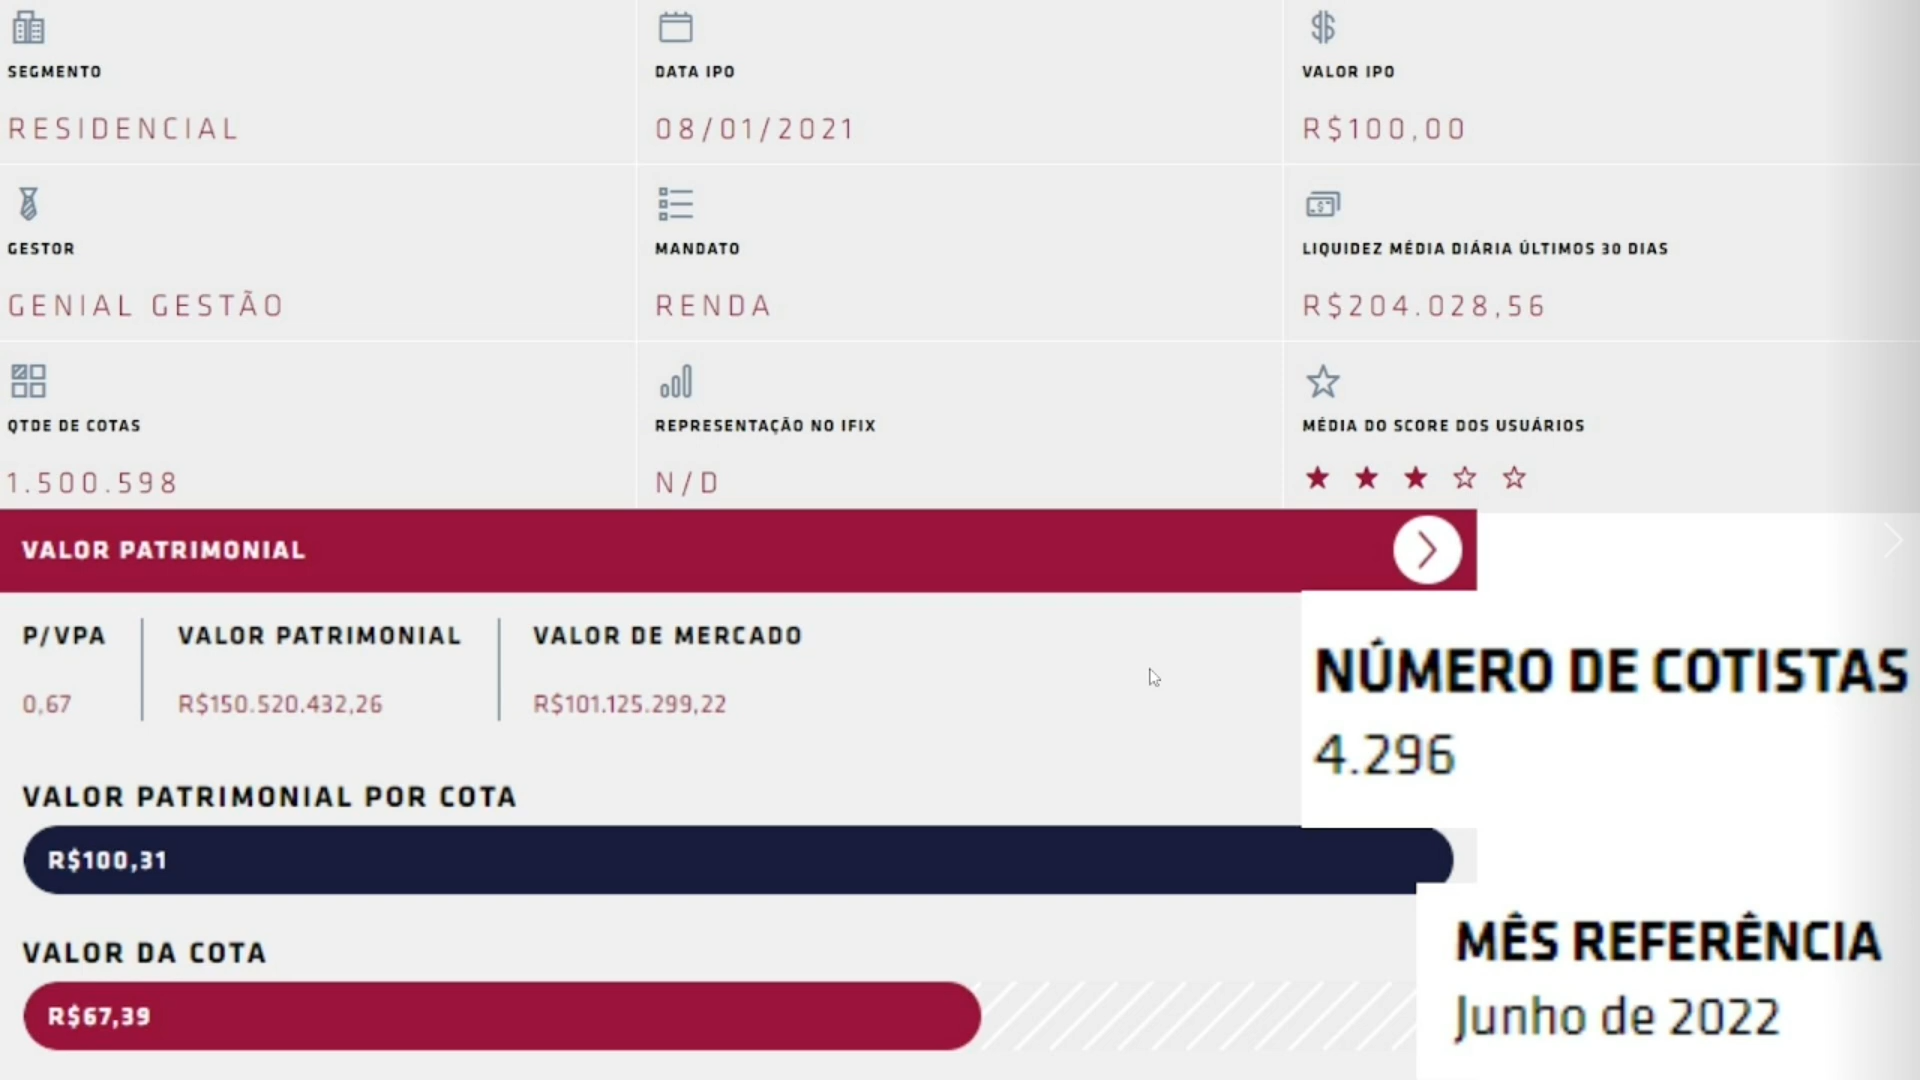 SEGMENTO
RESIDENCIAL
DATA IPO
08/01/2021
VALOR IPO
R$100,00
GESTOR
GENIAL GESTÃO
MANDATO
RENDA
LIQUIDEZ MÉDIA DIÁRIA ÚLTIMOS 30 DIAS
R$204.028,56
QTDE DE COTAS
1.500.598
REPRESENTAÇÃO NO IFIX
N/D
MÉDIA DO SCORE DOS USUÁRIOS
VALOR PATRIMONIAL
P/VPA
0,67
VALOR PATRIMONIAL
R$150.520.432,26
VALOR DE MERCADO
R$101.125.299,22
NÚMERO DE COTISTAS
4.296
VALOR PATRIMONIAL POR COTA
R$100,31
VALOR DA COTA
R$67,39
MÊS REFERÊNCIA
Junho de 2022